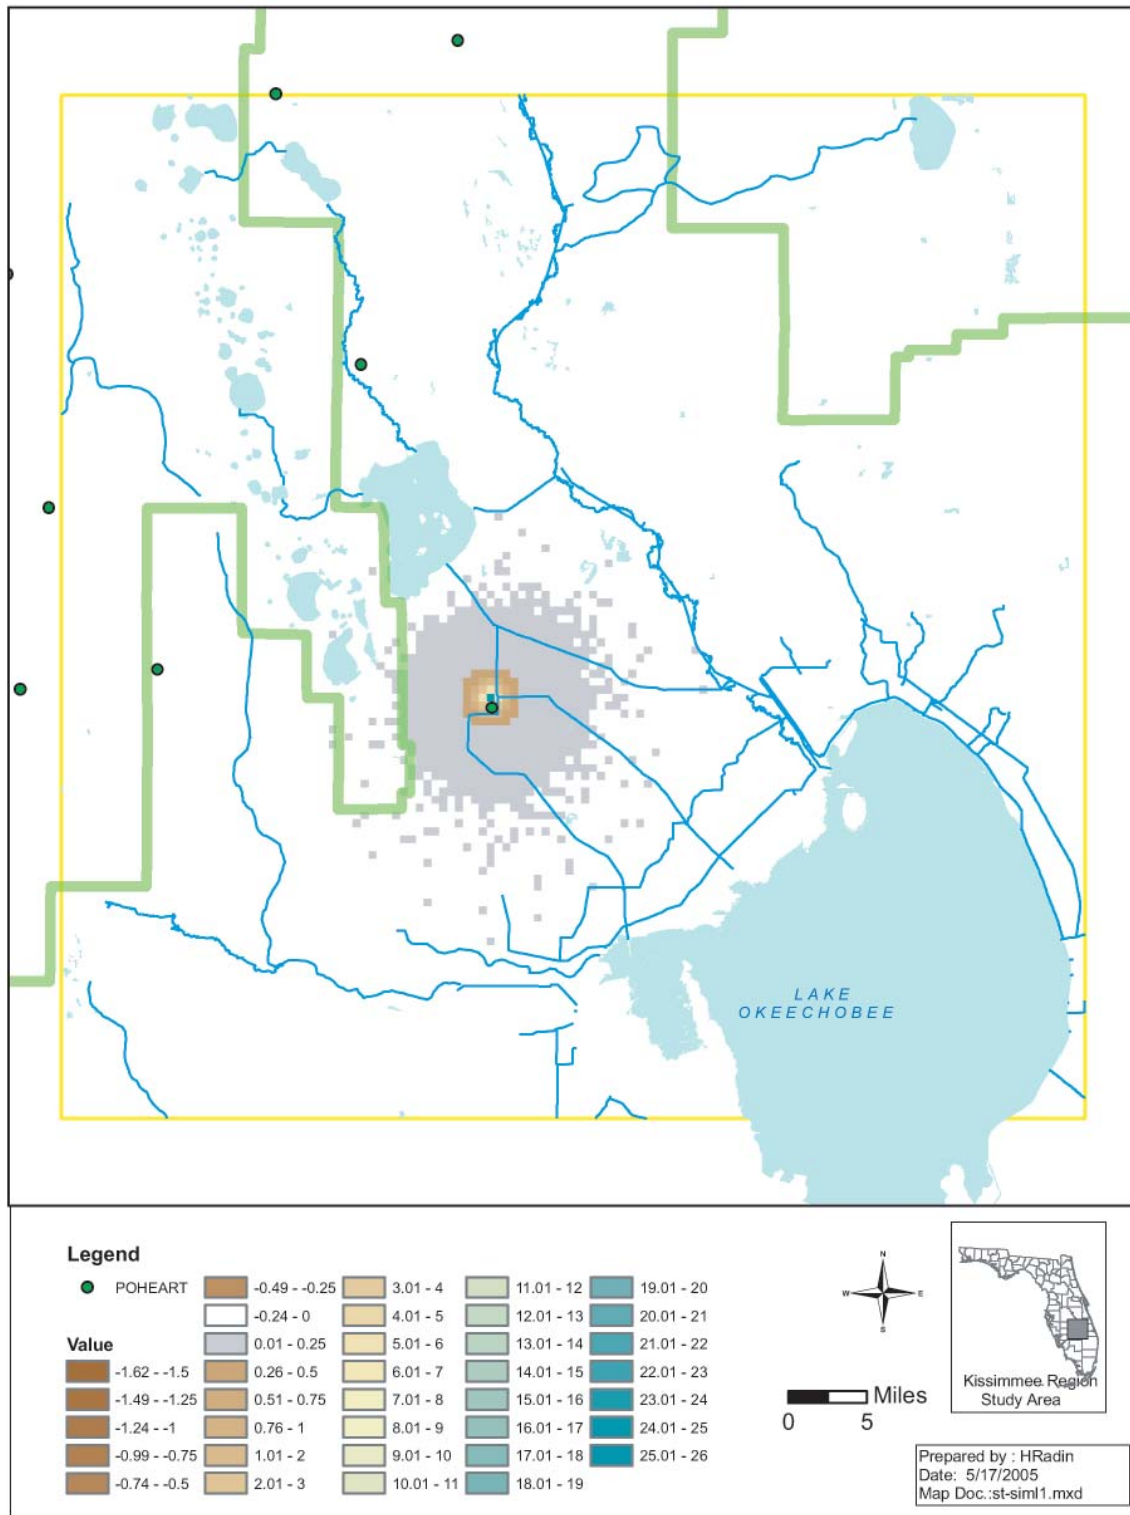 LAKE
OKEECHOBEE
Legend
POHEART
Value
-1.62 - -1.5
-1.49 - -1.25
-1.24 - -1
-0.99 - -0.75
-0.74 - -0.5
-0.49 - -0.25
-0.24 - 0
0.01 - 0.25
0.26 - 0.5
0.51 - 0.75
0.76 - 1
1.01 - 2
2.01 - 3
3.01 - 4
4.01 - 5
5.01 - 6
6.01 - 7
7.01 - 8
8.01 - 9
9.01 - 10
10.01 - 11
11.01 - 12
12.01 - 13
13.01 - 14
14.01 - 15
15.01 - 16
16.01 - 17
17.01 - 18
18.01 - 19
19.01 - 20
20.01 - 21
21.01 - 22
22.01 - 23
23.01 - 24
24.01 - 25
25.01 - 26
N
W E
S
Miles
0 5
Kissimmee Region
Study Area
Prepared by : HRadin
Date: 5/17/2005
Map Doc.:st-siml1.mxd